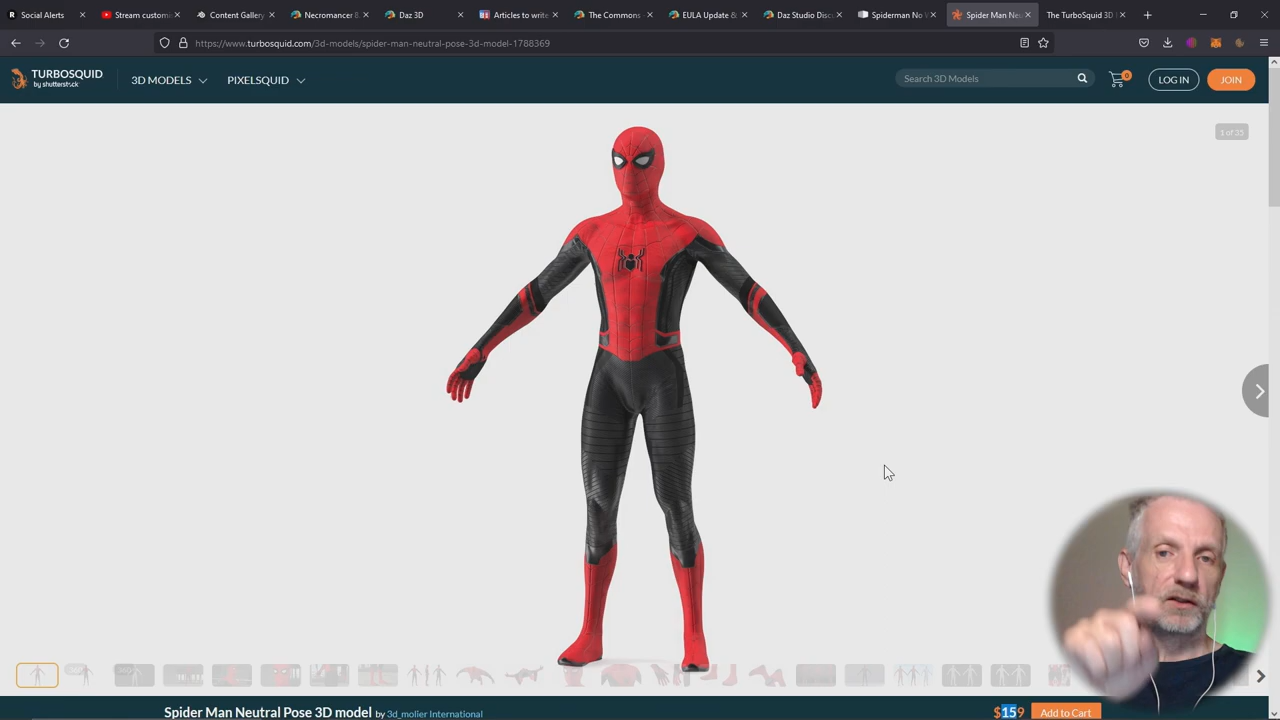 Social Alerts
Stream custom
Content Gallery
Necromancer 8
Daz 3D
Articles to write
The Commons
EULA Update &
Daz Studio Disc
Spiderman No V
Spider Man Neu
The TurboSquid 3D
https://www.turbosquid.com/3d-models/spider-man-neutral-pose-3d-model-1788369
TURBOSQUID
by shutterstock
3D MODELS
PIXELSQUID
Search 3D Models
0
LOG IN
JOIN
1 of 35
Spider Man Neutral Pose 3D model by 3d_molier International
$159
Add to Cart